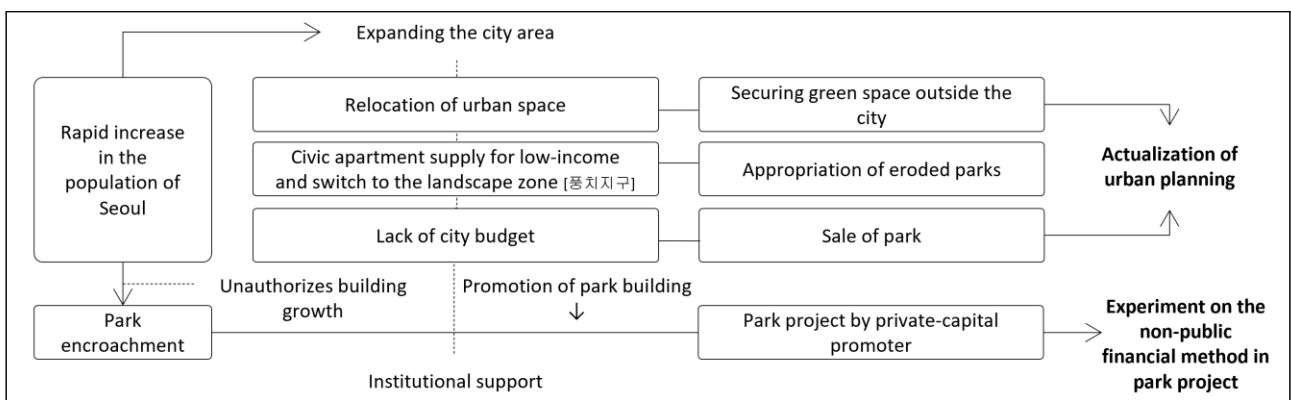 Expanding the city area
Rapid increase
in the
population of
Seoul
Relocation of urban space
Securing green space outside the
city
Civic apartment supply for low-income
and switch to the landscape zone [풍치지구]
Appropriation of eroded parks
Actualization of
urban planning
Lack of city budget
Sale of park
Unauthorizes building
growth
Promotion of park building
Park
encroachment
Park project by private-capital
promoter
Experiment on the
non-public
financial method in
park project
Institutional support